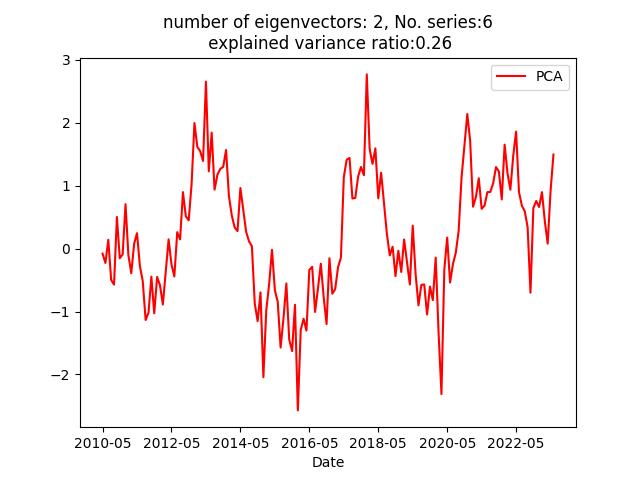 number of eigenvectors: 2, No. series:6
explained variance ratio:0.26
PCA
3
2
1
0
−1
−2
2010-05 2012-05 2014-05 2016-05 2018-05 2020-05 2022-05
Date